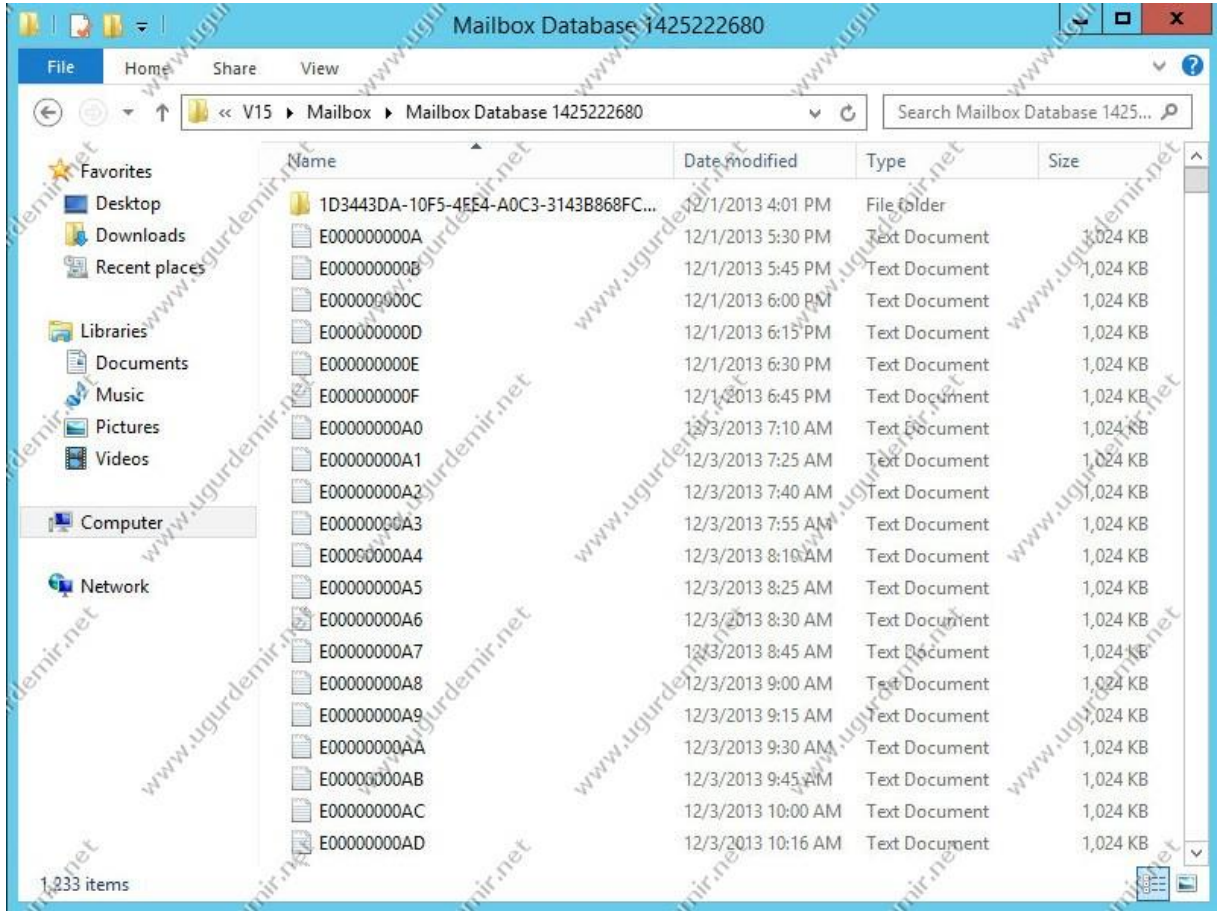 Mailbox Database 1425222680
File Home Share View
« V15 Mailbox Mailbox Database 1425222680 Search Mailbox Database 1425...
Favorites
Desktop
Downloads
Recent places
Libraries
Documents
Music
Pictures
Videos
Computer
Network
Name Date modified Type Size
1D3443DA-10F5-4EE4-A0C3-3143B868FC... 12/1/2013 4:01 PM File folder
E000000000A 12/1/2013 5:30 PM Text Document 1,024 KB
E000000000B 12/1/2013 5:45 PM Text Document 1,024 KB
E000000000C 12/1/2013 6:00 PM Text Document 1,024 KB
E000000000D 12/1/2013 6:15 PM Text Document 1,024 KB
E000000000E 12/1/2013 6:30 PM Text Document 1,024 KB
E000000000F 12/1/2013 6:45 PM Text Document 1,024 KB
E00000000A0 12/3/2013 7:10 AM Text Document 1,024 KB
E00000000A1 12/3/2013 7:25 AM Text Document 1,024 KB
E00000000A2 12/3/2013 7:40 AM Text Document 1,024 KB
E00000000A3 12/3/2013 7:55 AM Text Document 1,024 KB
E00000000A4 12/3/2013 8:10 AM Text Document 1,024 KB
E00000000A5 12/3/2013 8:25 AM Text Document 1,024 KB
E00000000A6 12/3/2013 8:30 AM Text Document 1,024 KB
E00000000A7 12/3/2013 8:45 AM Text Document 1,024 KB
E00000000A8 12/3/2013 9:00 AM Text Document 1,024 KB
E00000000A9 12/3/2013 9:15 AM Text Document 1,024 KB
E00000000AA 12/3/2013 9:30 AM Text Document 1,024 KB
E00000000AB 12/3/2013 9:45 AM Text Document 1,024 KB
E00000000AC 12/3/2013 10:00 AM Text Document 1,024 KB
E00000000AD 12/3/2013 10:16 AM Text Document 1,024 KB
1,233 items
www.ugurdemir.net